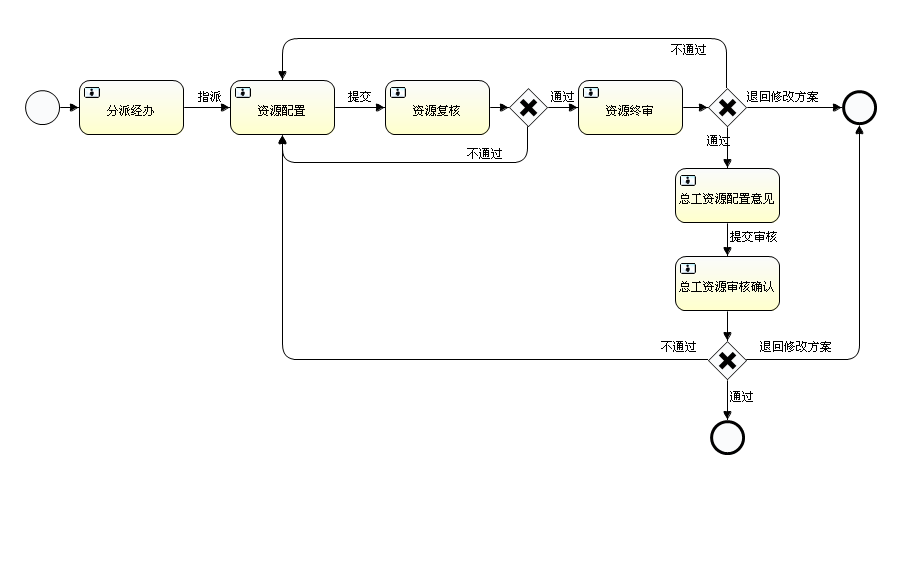 不通过
分派经办
指派
资源配置
提交
资源复核
通过
资源终审
退回修改方案
不通过
通过
总工资源配置意见
提交审核
总工资源审核确认
不通过
退回修改方案
通过